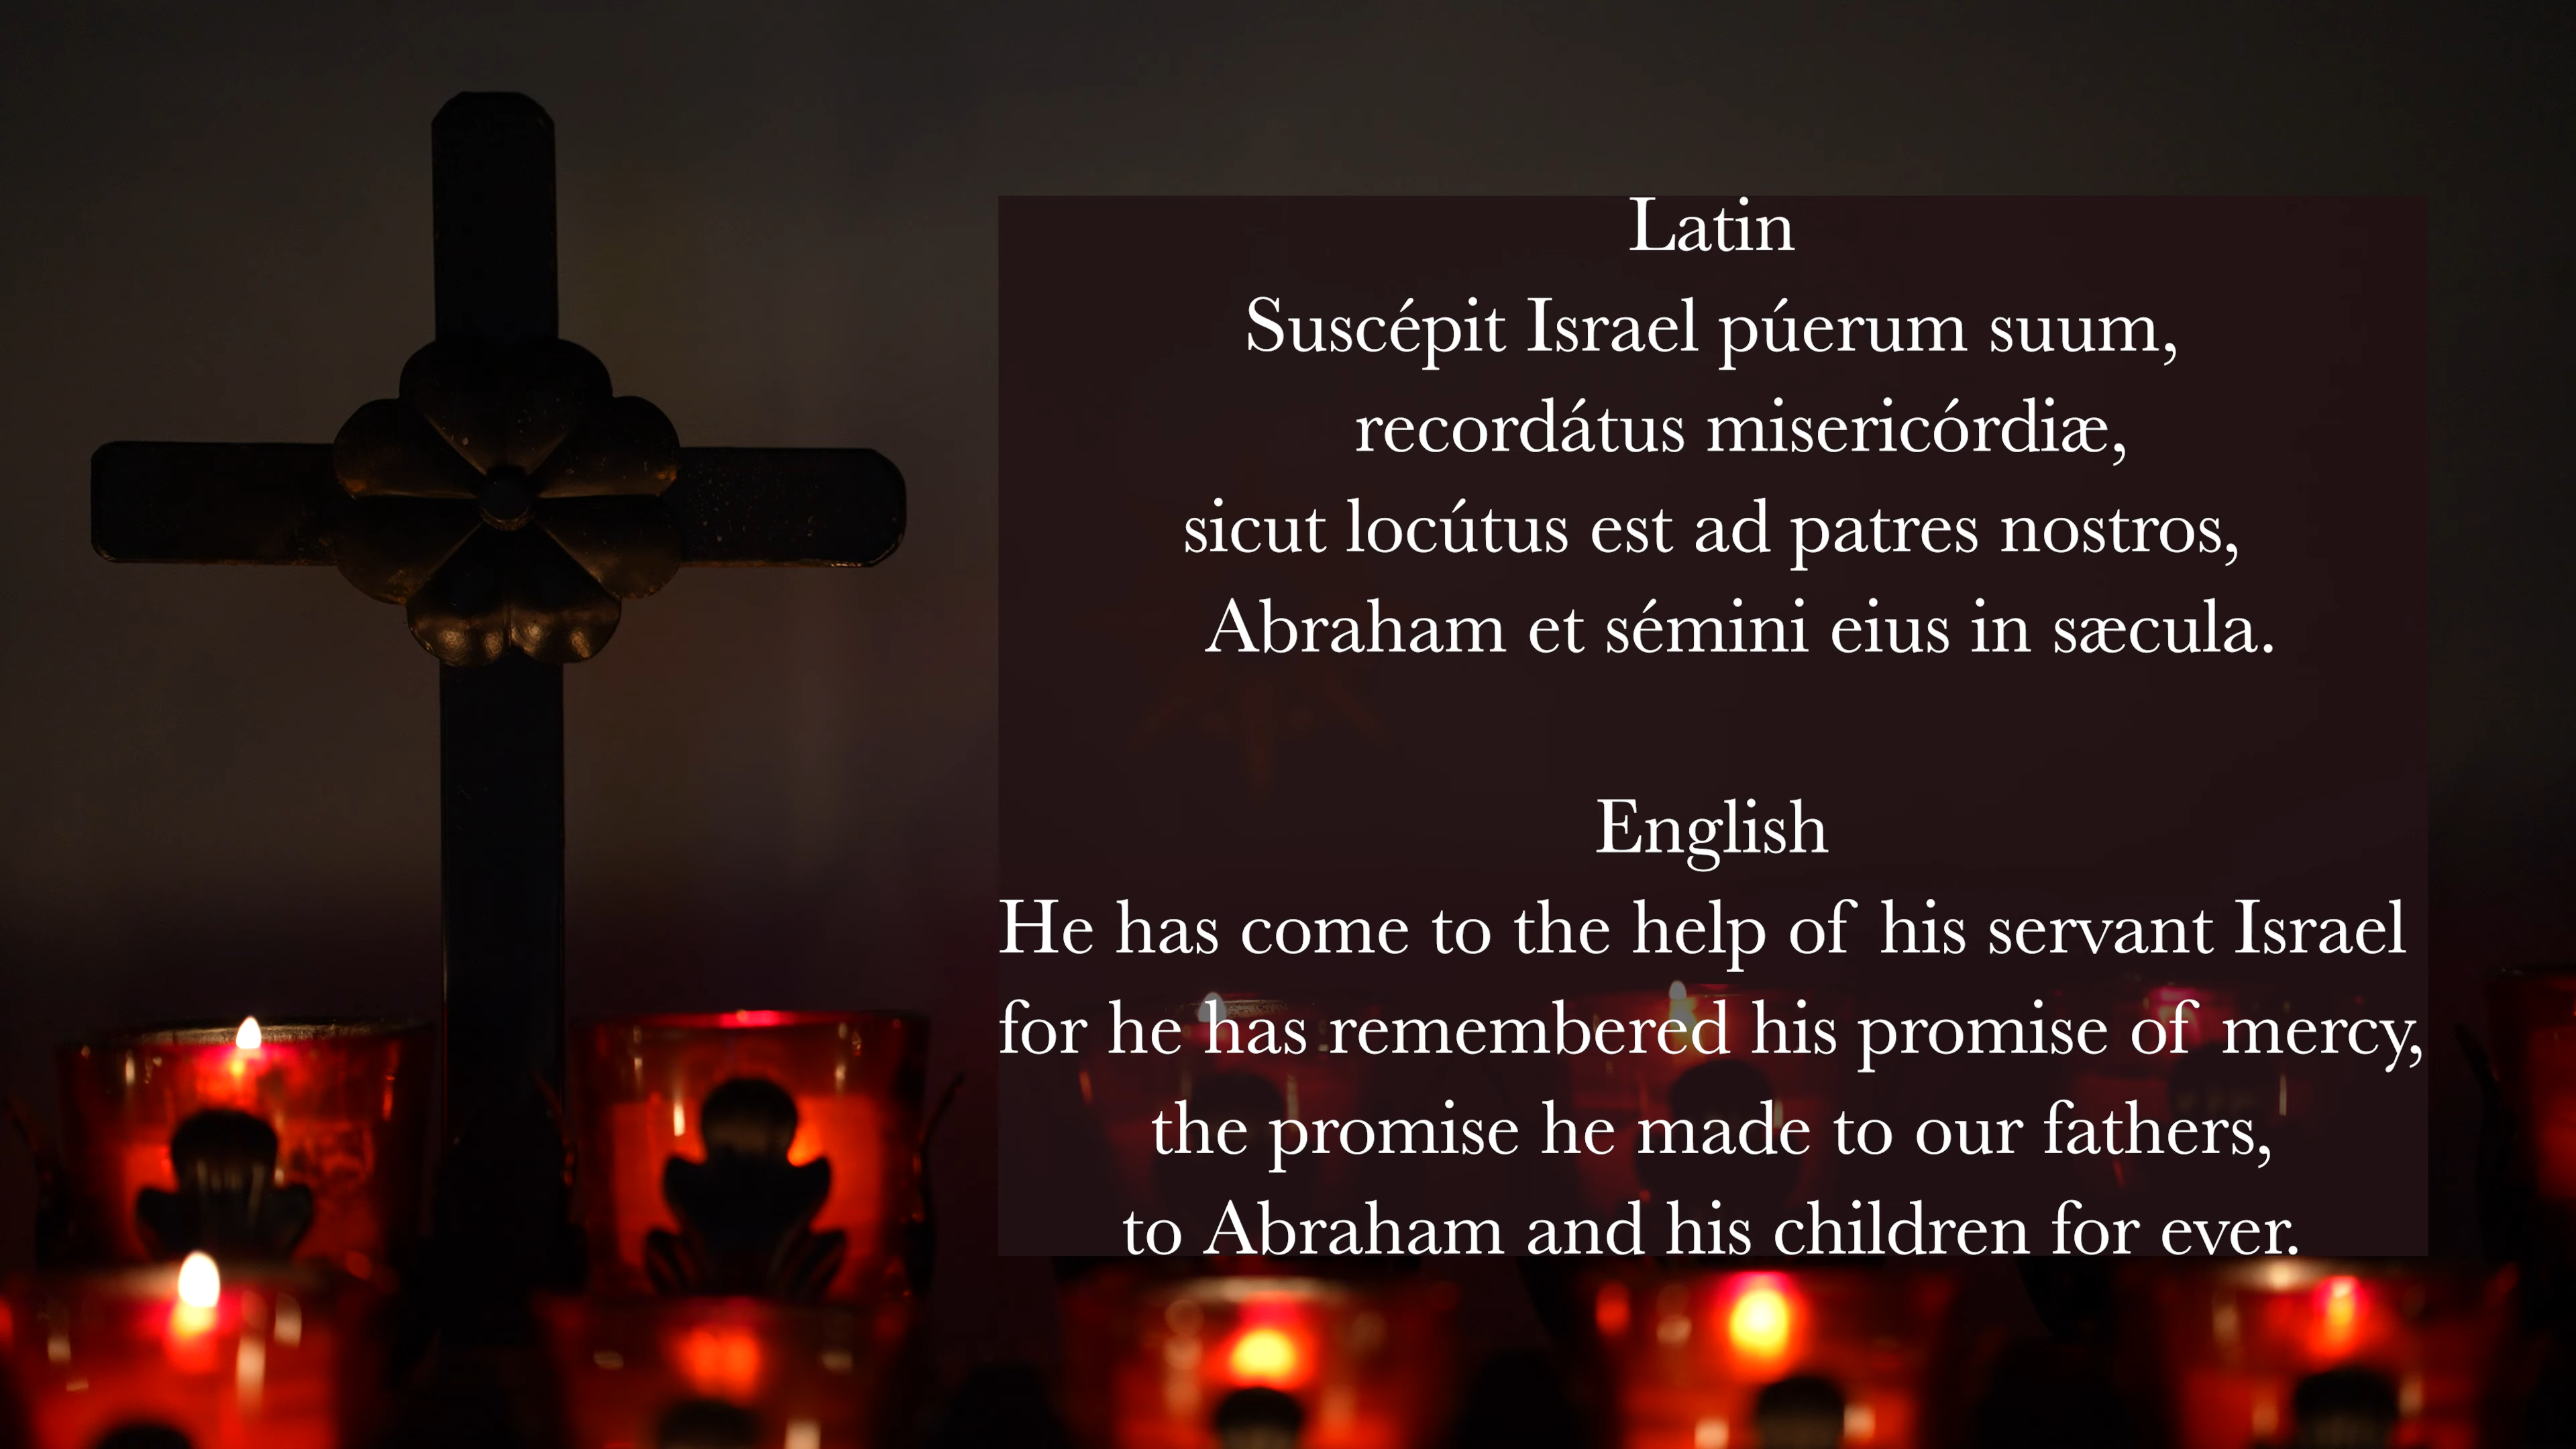 Latin
Suscépit Israel púerum suum,
recordátus misericórdiæ,
sicut locútus est ad patres nostros,
Abraham et sémini eius in sæcula.
English
He has come to the help of his servant Israel
for he has remembered his promise of mercy,
the promise he made to our fathers,
to Abraham and his children for ever.